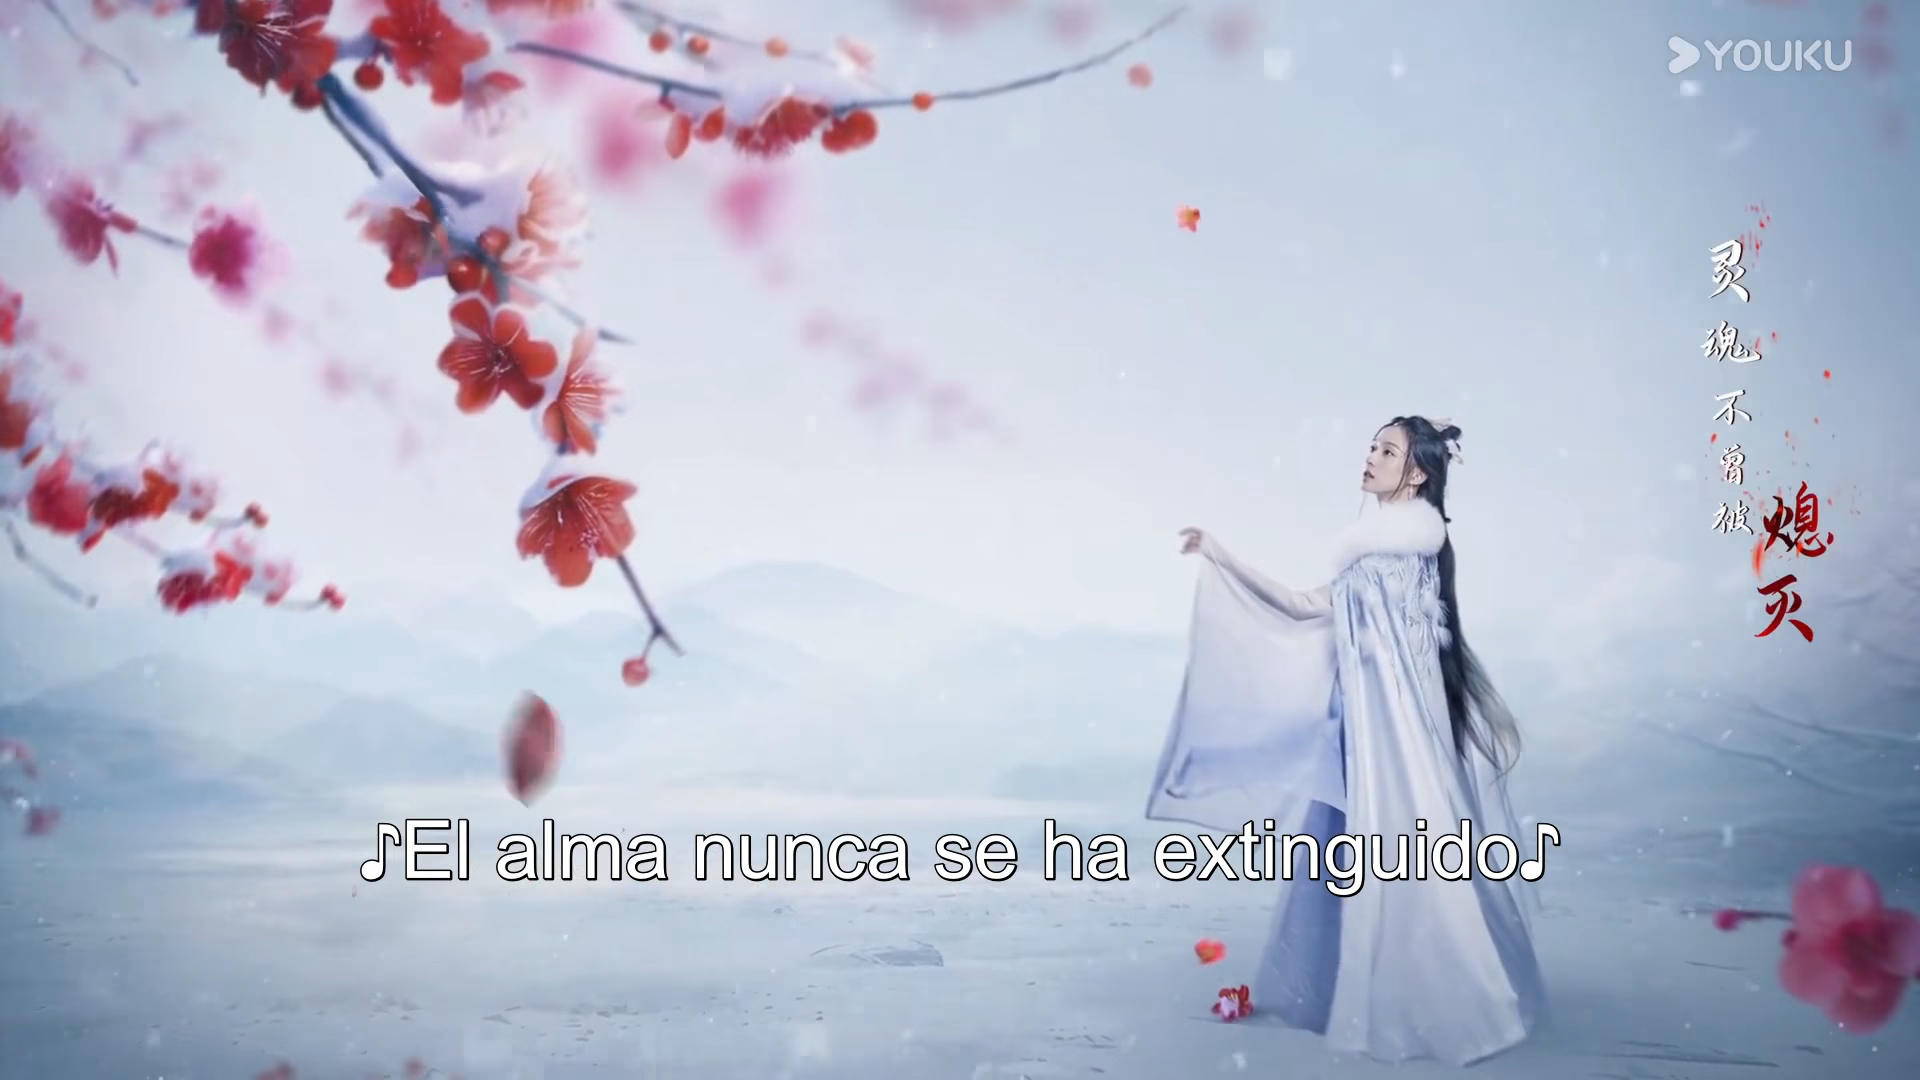 YOUKU
灵魂不曾被
熄灭
♪El alma nunca se ha extinguido♪